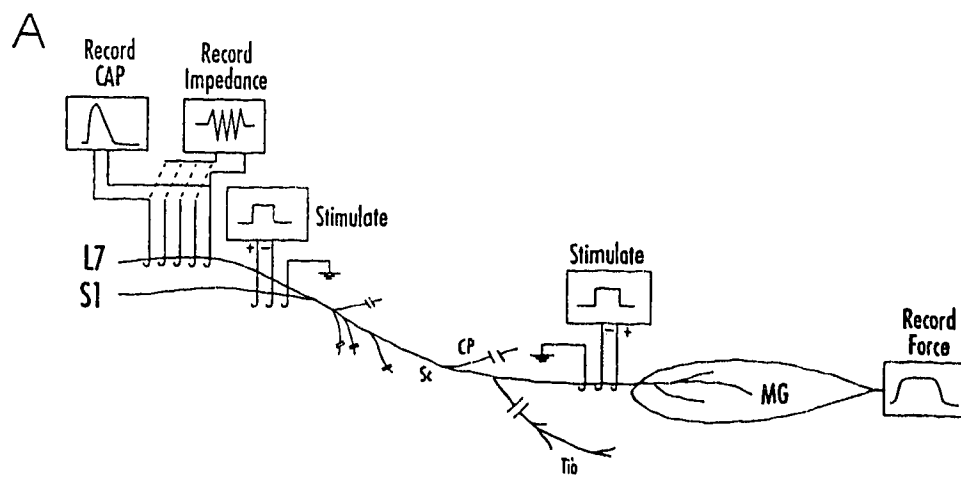 A
Record
CAP
Record
Impedance
Stimulate
+ −
L7
S1
Stimulate
− +
Record
Force
CP
Sc
MG
Tib